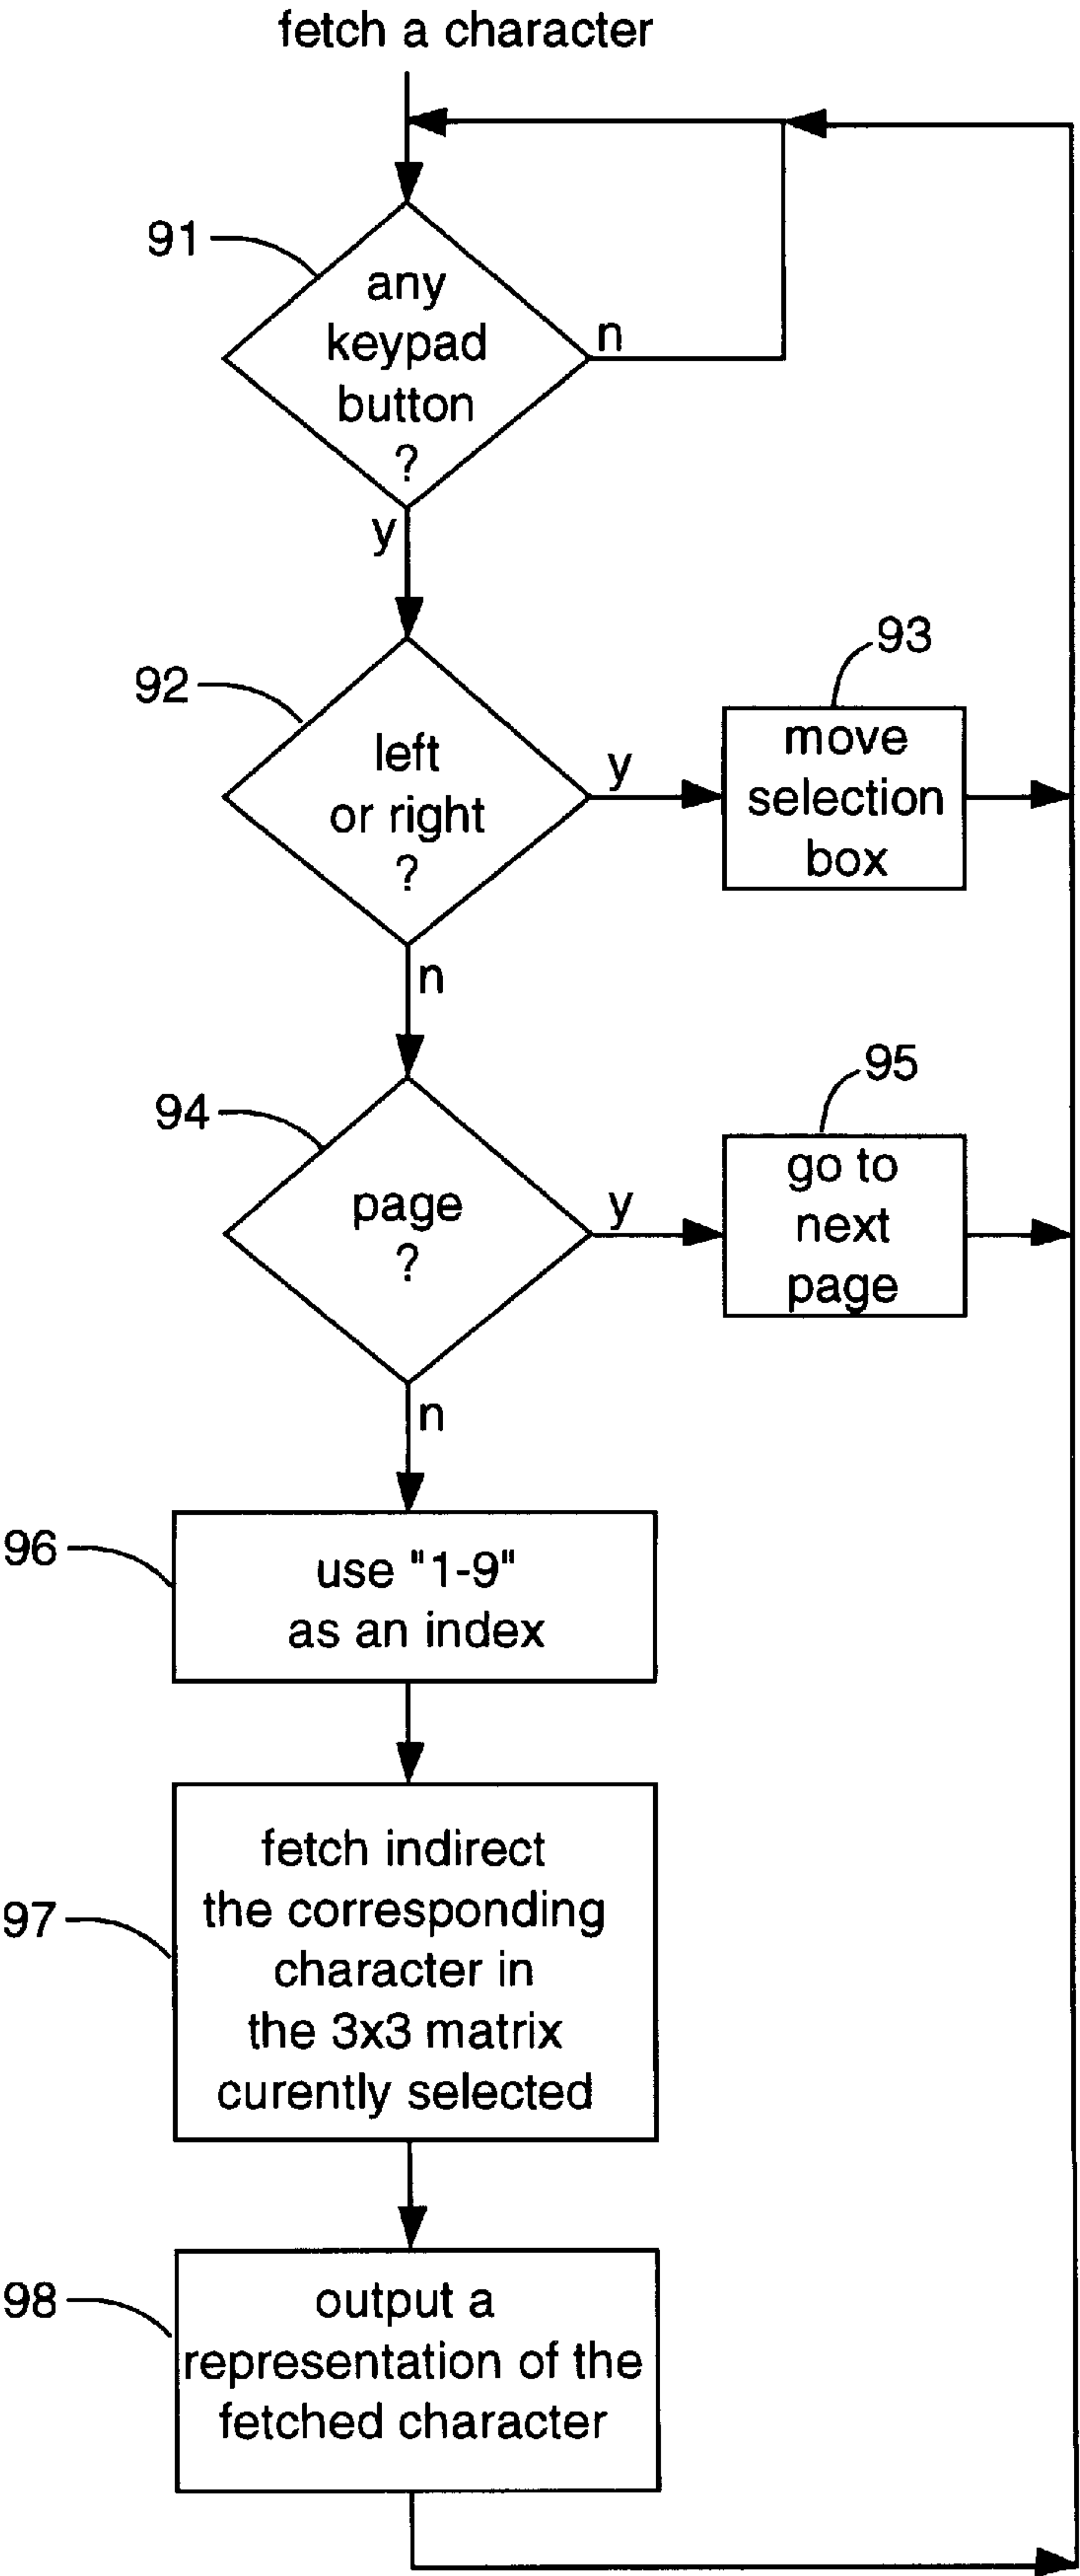 fetch a character
91
any
keypad
button
?
n
y
92
left
or right
?
y
93
move
selection
box
n
94
page
?
y
95
go to
next
page
n
96
use "1-9"
as an index
97
fetch indirect
the corresponding
character in
the 3x3 matrix
curently selected
98
output a
representation of the
fetched character